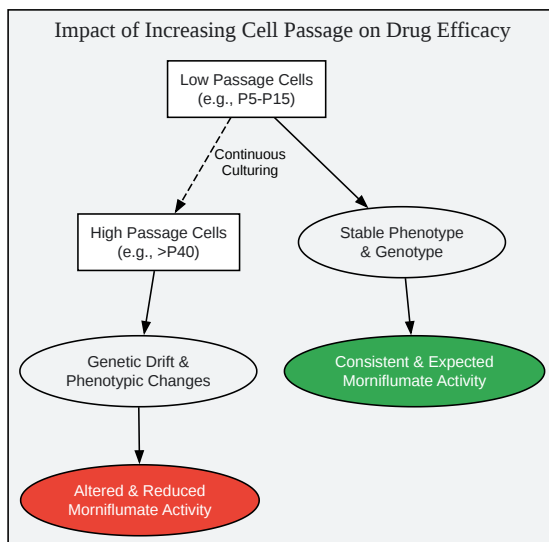 Impact of Increasing Cell Passage on Drug Efficacy
Low Passage Cells
(e.g., P5-P15)
Continuous
Culturing
High Passage Cells
(e.g., >P40)
Stable Phenotype
& Genotype
Genetic Drift &
Phenotypic Changes
Consistent & Expected
Morniflumate Activity
Altered & Reduced
Morniflumate Activity